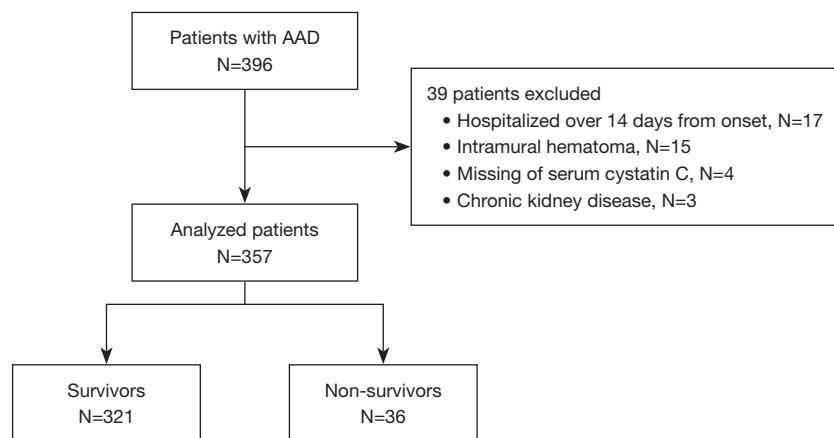 Patients with AAD
N=396
39 patients excluded
• Hospitalized over 14 days from onset, N=17
• Intramural hematoma, N=15
• Missing of serum cystatin C, N=4
• Chronic kidney disease, N=3
Analyzed patients
N=357
Survivors
N=321
Non-survivors
N=36